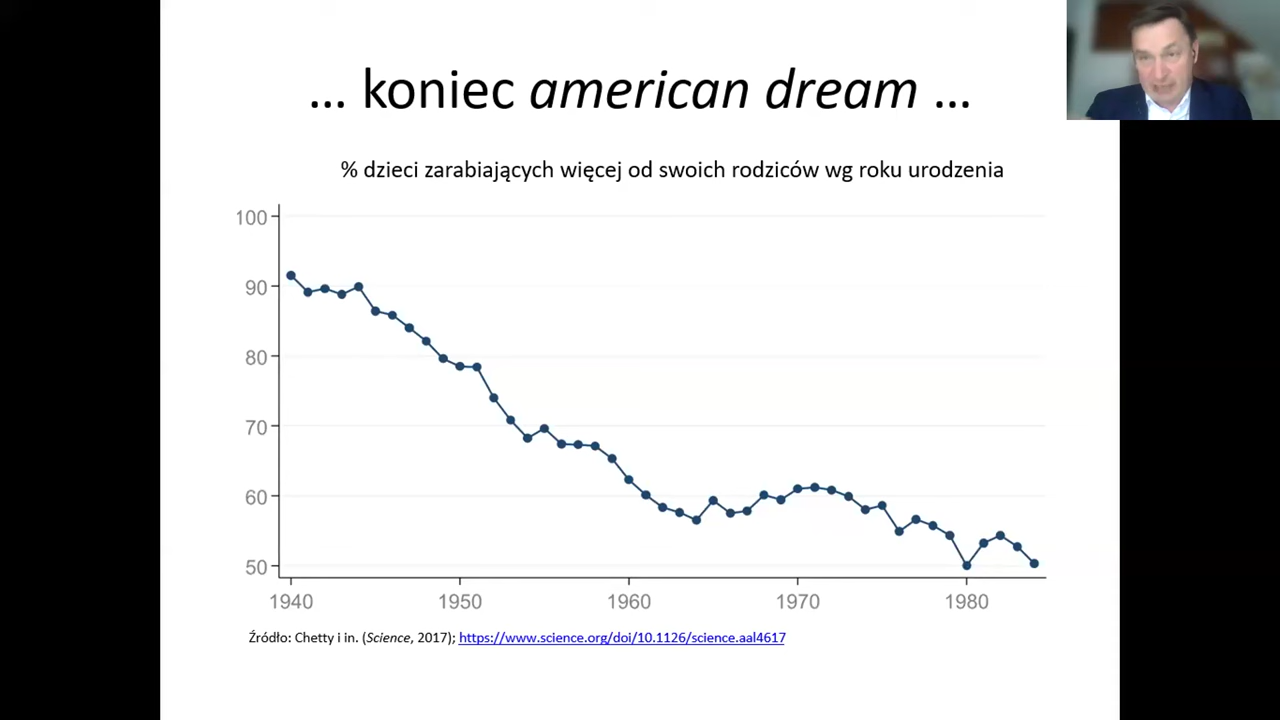 ... koniec american dream ...
% dzieci zarabiających więcej od swoich rodziców wg roku urodzenia
100
90
80
70
60
50
1940 1950 1960 1970 1980
Źródło: Chetty i in. (Science, 2017); https://www.science.org/doi/10.1126/science.aal4617